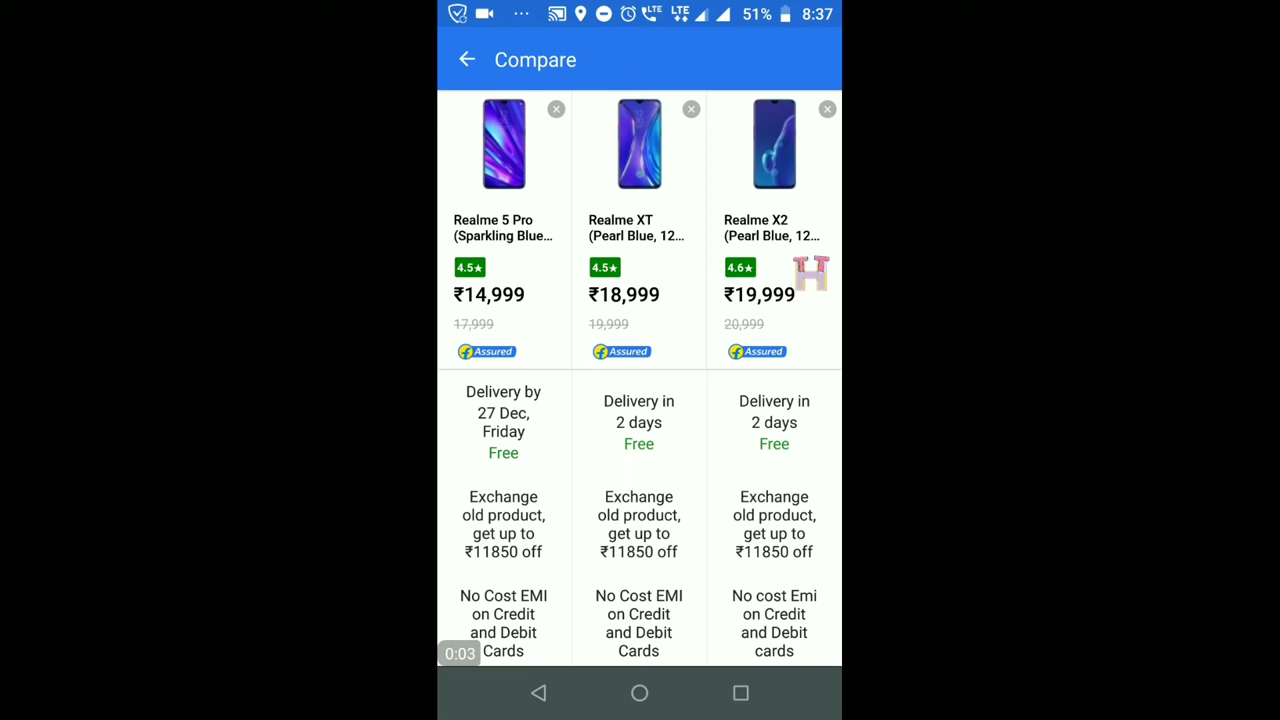 LTE LTE 51% 8:37
Compare
Realme 5 Pro
(Sparkling Blue...
4.5★
₹14,999
17,999
Assured
Delivery by
27 Dec,
Friday
Free
Exchange
old product,
get up to
₹11850 off
No Cost EMI
on Credit
and Debit
Cards
Realme XT
(Pearl Blue, 12...
4.5★
₹18,999
19,999
Assured
Delivery in
2 days
Free
Exchange
old product,
get up to
₹11850 off
No Cost EMI
on Credit
and Debit
Cards
Realme X2
(Pearl Blue, 12...
4.6★
H
₹19,999
20,999
Assured
Delivery in
2 days
Free
Exchange
old product,
get up to
₹11850 off
No cost Emi
on Credit
and Debit
cards
0:03